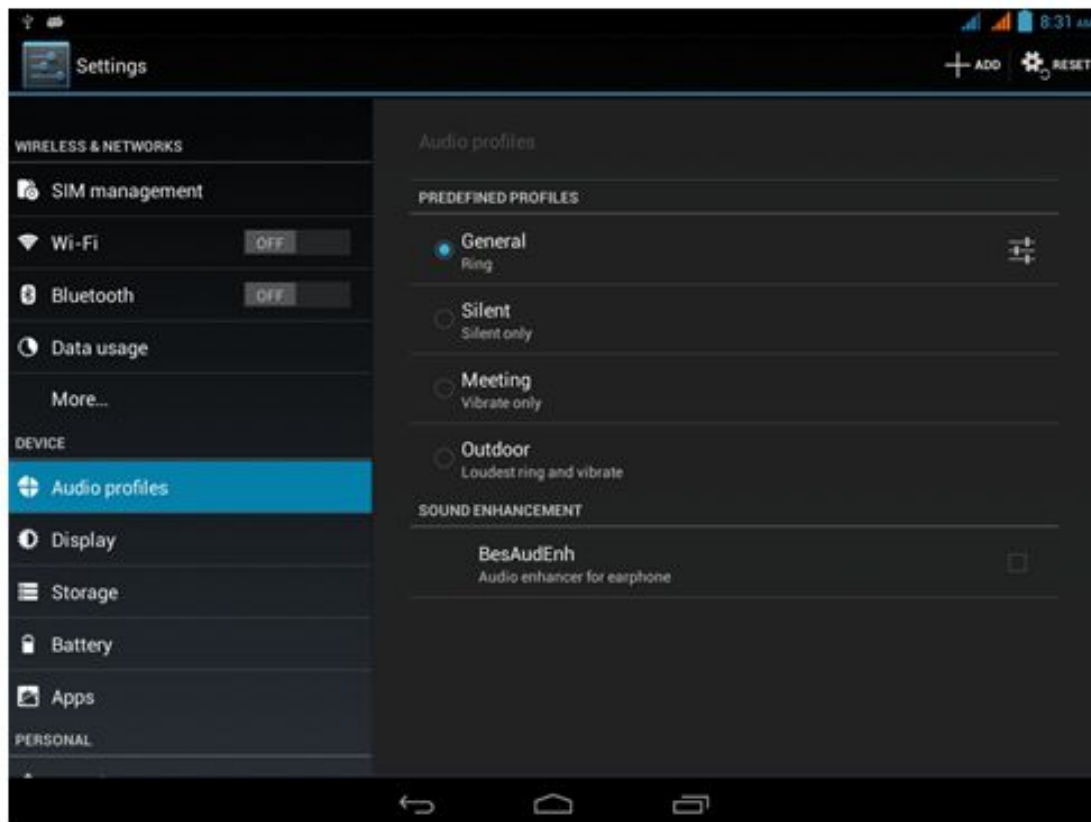 8:31 AM
Settings
ADD
RESET
WIRELESS & NETWORKS
SIM management
Wi-Fi
OFF
Bluetooth
OFF
Data usage
More...
DEVICE
Audio profiles
Display
Storage
Battery
Apps
PERSONAL
Audio profiles
PREDEFINED PROFILES
General
Ring
Silent
Silent only
Meeting
Vibrate only
Outdoor
Loudest ring and vibrate
SOUND ENHANCEMENT
BesAudEnh
Audio enhancer for earphone